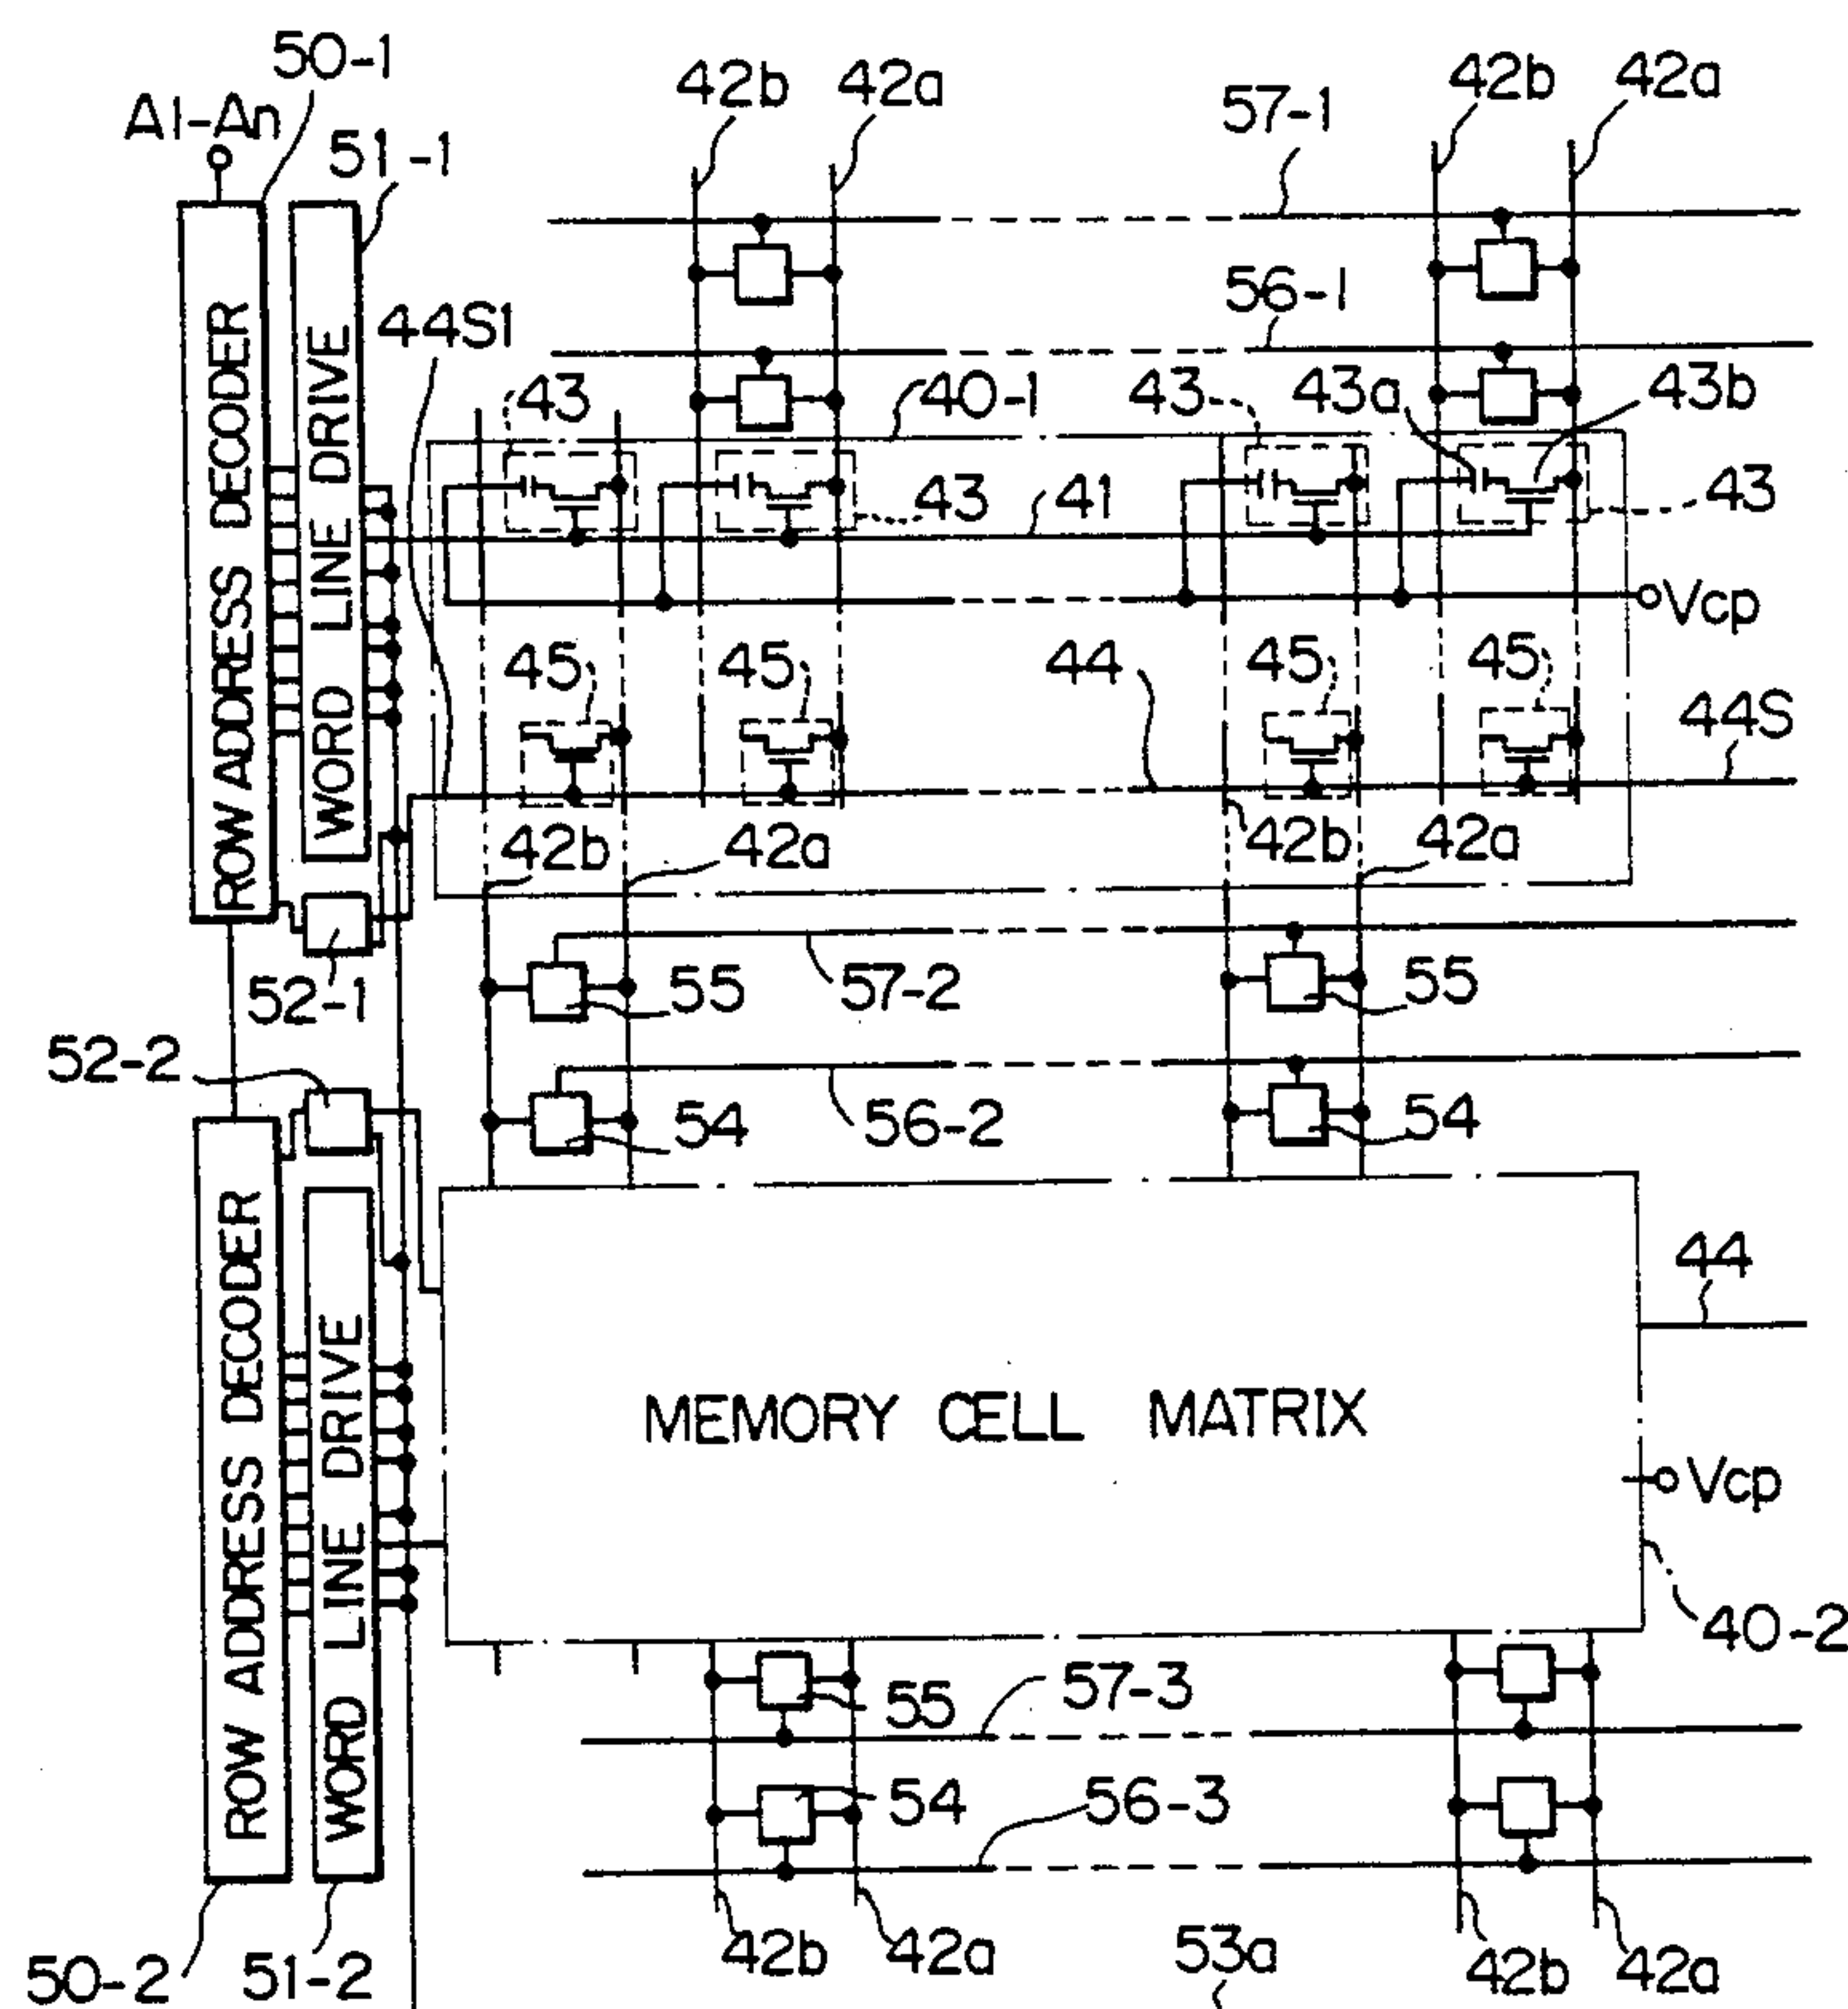 50-1
42b
42a
42b
42a
A1-An
57-1
51-1
56-1
44S1
43
40-1
43
43a
43b
43
41
43
Vcp
45
45
44
45
45
44S
ROW ADDRESS DECODER
WORD LINE DRIVE
42b
42a
42b
42a
52-1
55
57-2
55
52-2
54
56-2
54
44
ROW ADDRESS DECODER
WORD LINE DRIVE
MEMORY CELL MATRIX
Vcp
40-2
55
57-3
54
56-3
50-2
51-2
42b
42a
53a
42b
42a